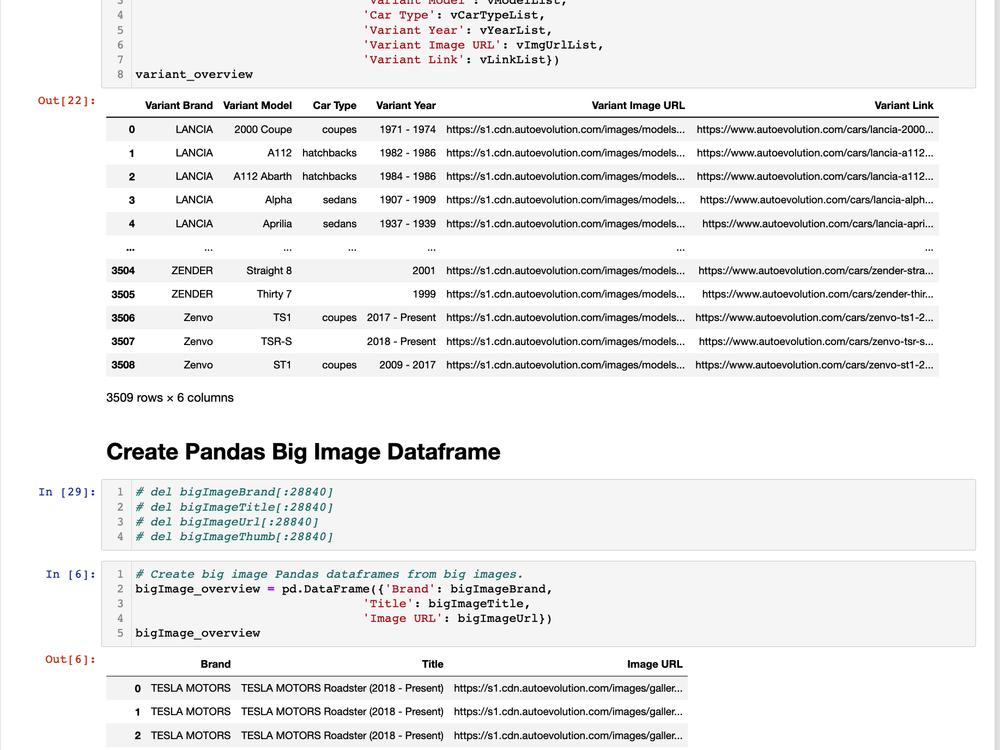 3 'Variant Model': vModelList,
4 'Car Type': vCarTypeList,
5 'Variant Year': vYearList,
6 'Variant Image URL': vImgUrlList,
7 'Variant Link': vLinkList})
8 variant_overview
Out[22]:
Variant Brand Variant Model Car Type Variant Year Variant Image URL Variant Link
0 LANCIA 2000 Coupe coupes 1971 - 1974 https://s1.cdn.autoevolution.com/images/models... https://www.autoevolution.com/cars/lancia-2000...
1 LANCIA A112 hatchbacks 1982 - 1986 https://s1.cdn.autoevolution.com/images/models... https://www.autoevolution.com/cars/lancia-a112...
2 LANCIA A112 Abarth hatchbacks 1984 - 1986 https://s1.cdn.autoevolution.com/images/models... https://www.autoevolution.com/cars/lancia-a112...
3 LANCIA Alpha sedans 1907 - 1909 https://s1.cdn.autoevolution.com/images/models... https://www.autoevolution.com/cars/lancia-alph...
4 LANCIA Aprilia sedans 1937 - 1939 https://s1.cdn.autoevolution.com/images/models... https://www.autoevolution.com/cars/lancia-apri...
... ... ... ... ... ... ...
3504 ZENDER Straight 8 2001 https://s1.cdn.autoevolution.com/images/models... https://www.autoevolution.com/cars/zender-stra...
3505 ZENDER Thirty 7 1999 https://s1.cdn.autoevolution.com/images/models... https://www.autoevolution.com/cars/zender-thir...
3506 Zenvo TS1 coupes 2017 - Present https://s1.cdn.autoevolution.com/images/models... https://www.autoevolution.com/cars/zenvo-ts1-2...
3507 Zenvo TSR-S 2018 - Present https://s1.cdn.autoevolution.com/images/models... https://www.autoevolution.com/cars/zenvo-tsr-s...
3508 Zenvo ST1 coupes 2009 - 2017 https://s1.cdn.autoevolution.com/images/models... https://www.autoevolution.com/cars/zenvo-st1-2...
3509 rows × 6 columns
Create Pandas Big Image Dataframe
In [29]:
1 # del bigImageBrand[:28840]
2 # del bigImageTitle[:28840]
3 # del bigImageUrl[:28840]
4 # del bigImageThumb[:28840]
In [6]:
1 # Create big image Pandas dataframes from big images.
2 bigImage_overview = pd.DataFrame({'Brand': bigImageBrand,
3 'Title': bigImageTitle,
4 'Image URL': bigImageUrl})
5 bigImage_overview
Out[6]:
Brand Title Image URL
0 TESLA MOTORS TESLA MOTORS Roadster (2018 - Present) https://s1.cdn.autoevolution.com/images/galler...
1 TESLA MOTORS TESLA MOTORS Roadster (2018 - Present) https://s1.cdn.autoevolution.com/images/galler...
2 TESLA MOTORS TESLA MOTORS Roadster (2018 - Present) https://s1.cdn.autoevolution.com/images/galler...